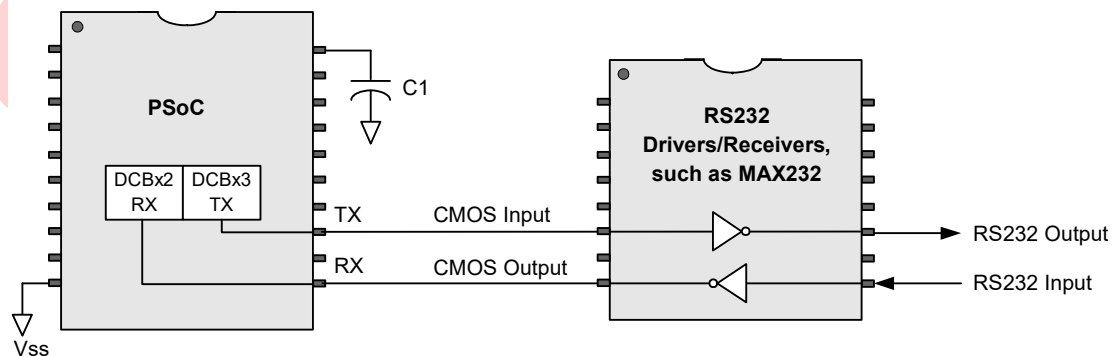 C1
PSoC
RS232
Drivers/Receivers,
such as MAX232
DCBx2
RX
DCBx3
TX
TX
CMOS Input
RS232 Output
RX
CMOS Output
RS232 Input
Vss